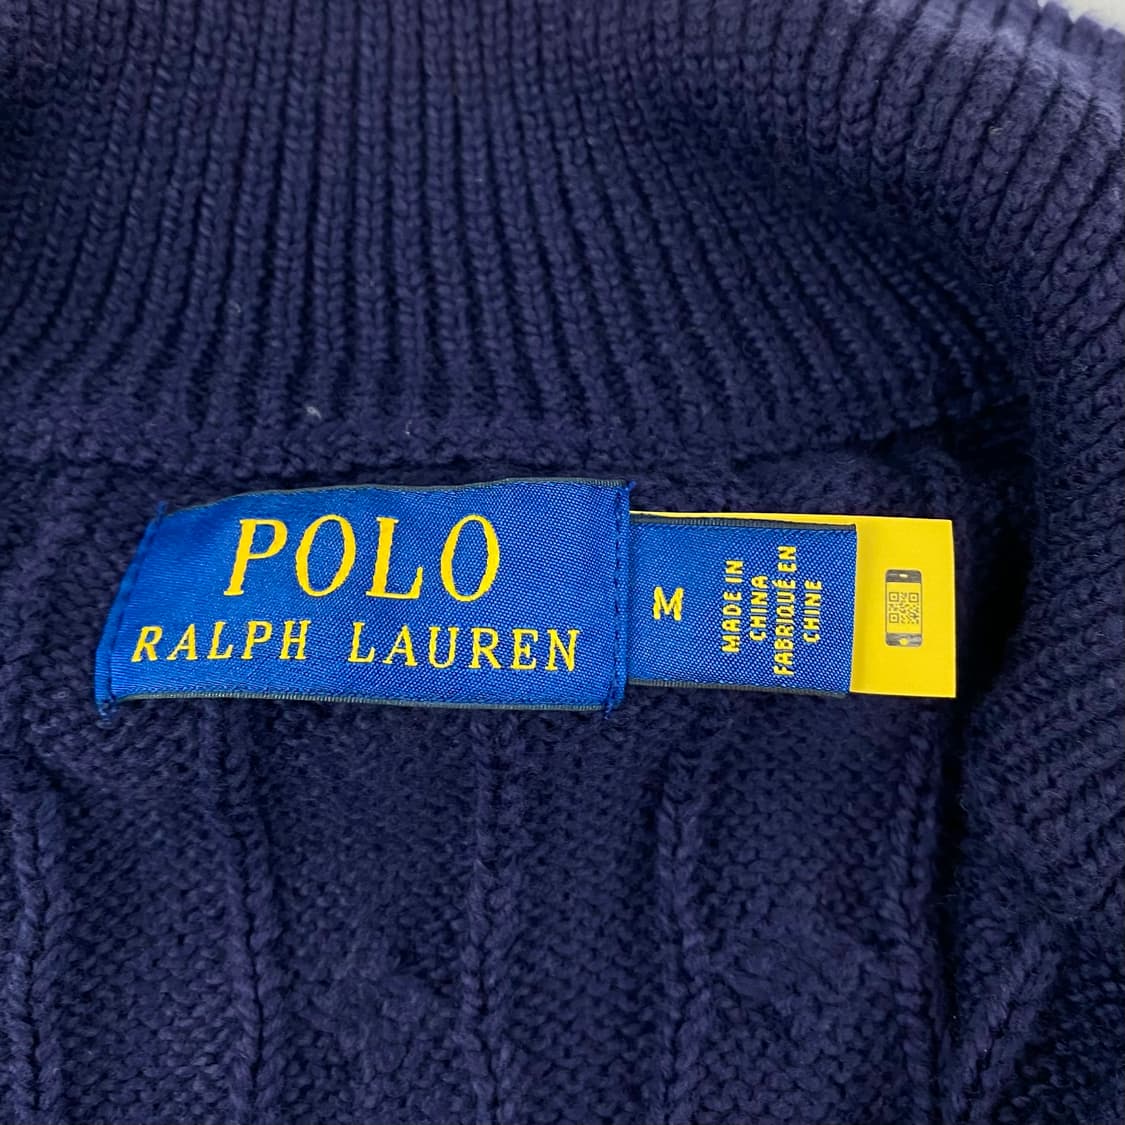 POLO
RALPH LAUREN
M
MADE IN
CHINA
FABRIQUÉ EN
CHINE